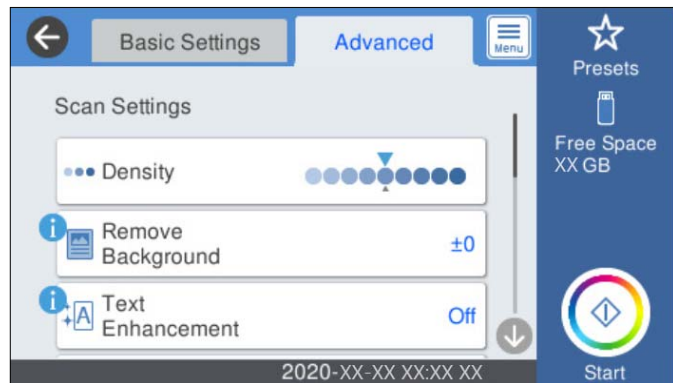 Basic Settings
Advanced
Menu
Presets
Free Space
XX GB
Scan Settings
Density
Remove
Background
±0
Text
Enhancement
Off
A
2020-XX-XX XX:XX XX
Start